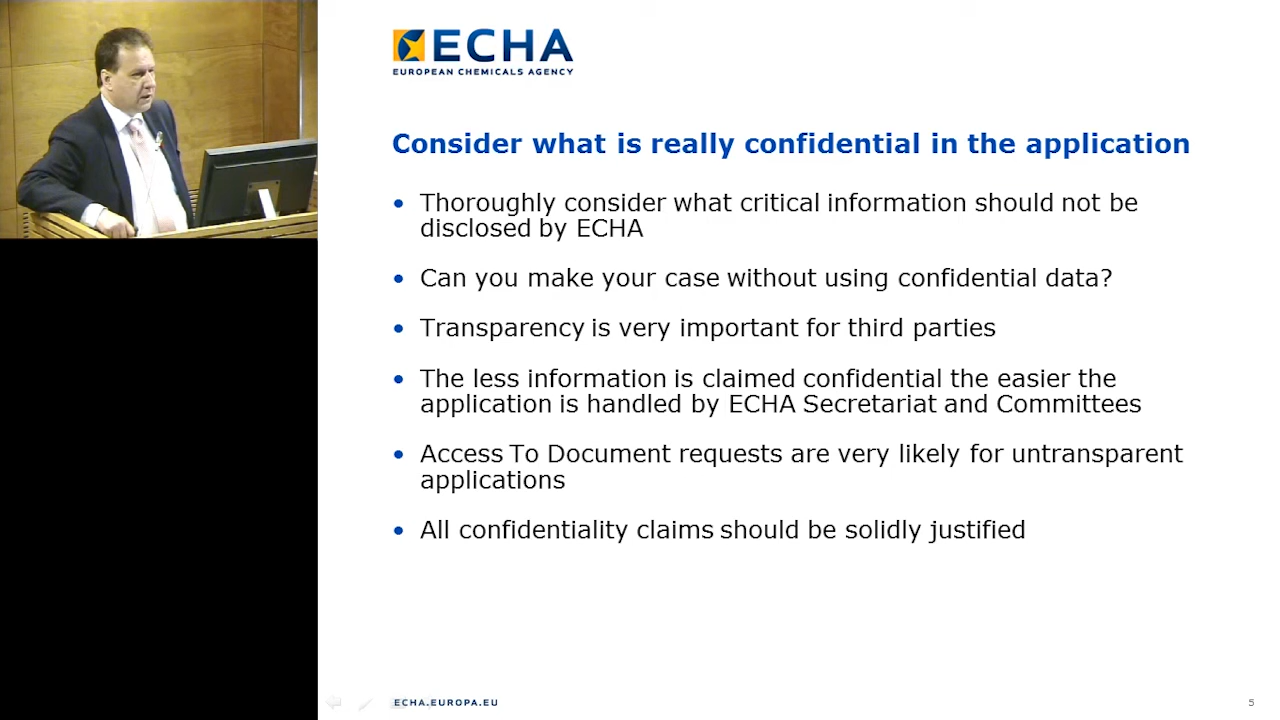 ECHA
EUROPEAN CHEMICALS AGENCY
Consider what is really confidential in the application
• Thoroughly consider what critical information should not be
disclosed by ECHA
• Can you make your case without using confidential data?
• Transparency is very important for third parties
• The less information is claimed confidential the easier the
application is handled by ECHA Secretariat and Committees
• Access To Document requests are very likely for untransparent
applications
• All confidentiality claims should be solidly justified
ECHA.EUROPA.EU
5